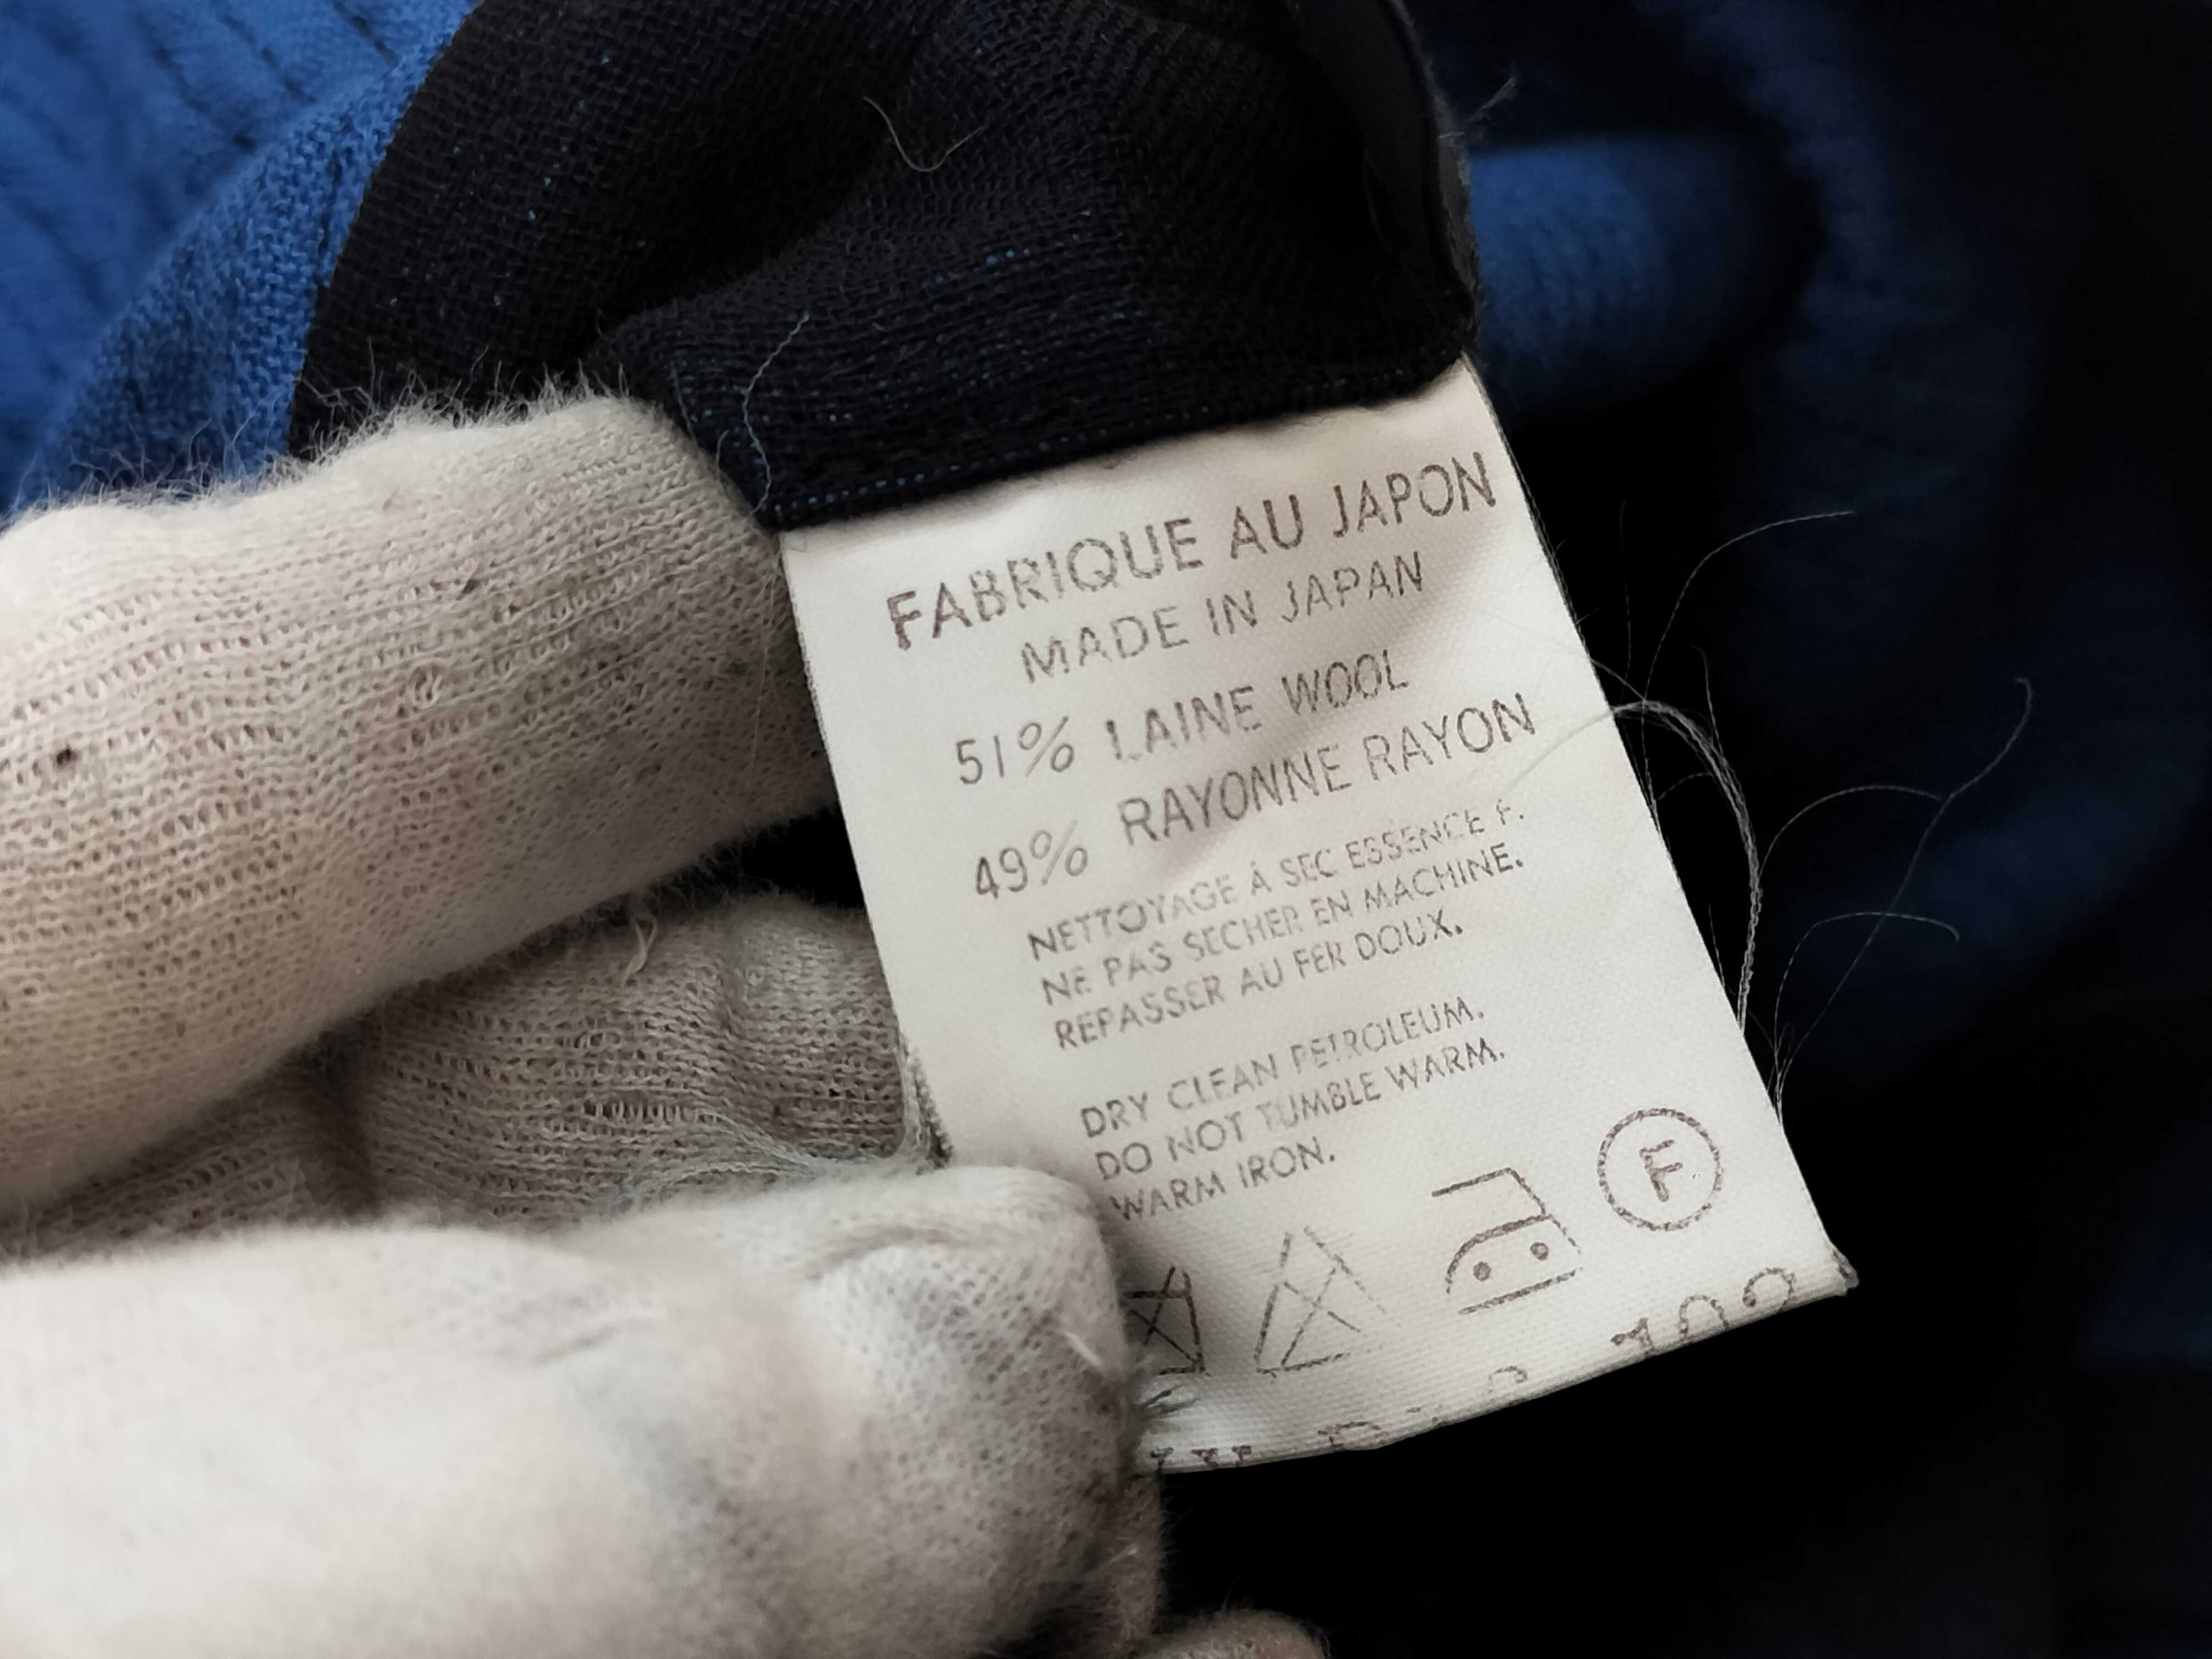 FABRIQUE AU JAPON
MADE IN JAPAN
51% LAINE WOOL
49% RAYONNE RAYON
NETTOYAGE À SEC ESSENCE F.
NE PAS SECHER EN MACHINE.
REPASSER AU FER DOUX.
DRY CLEAN PETROLEUM.
DO NOT TUMBLE WARM.
WARM IRON.
F